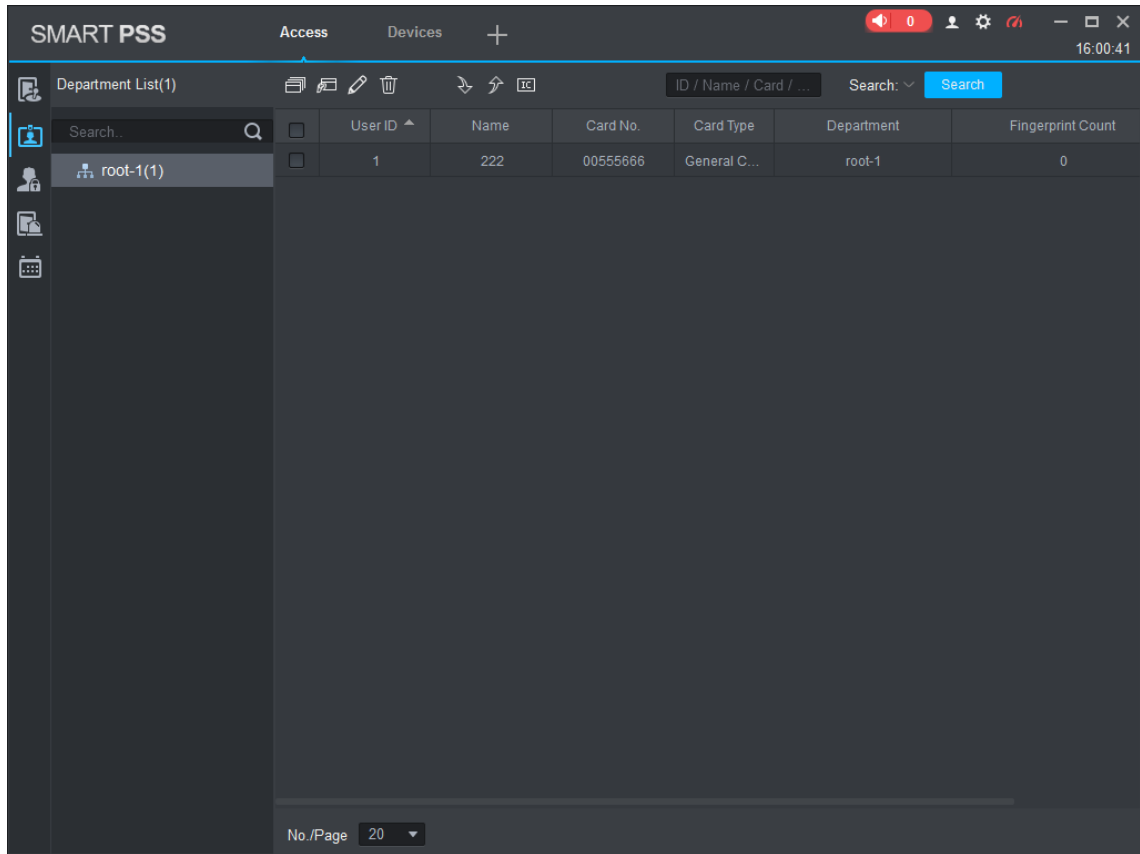 SMART PSS
Access
Devices
0
16:00:41
Department List(1)
IC
ID / Name / Card / ...
Search:
Search
Search..
root-1(1)
User ID Name Card No. Card Type Department Fingerprint Count
1 222 00555666 General C... root-1 0
No./Page 20